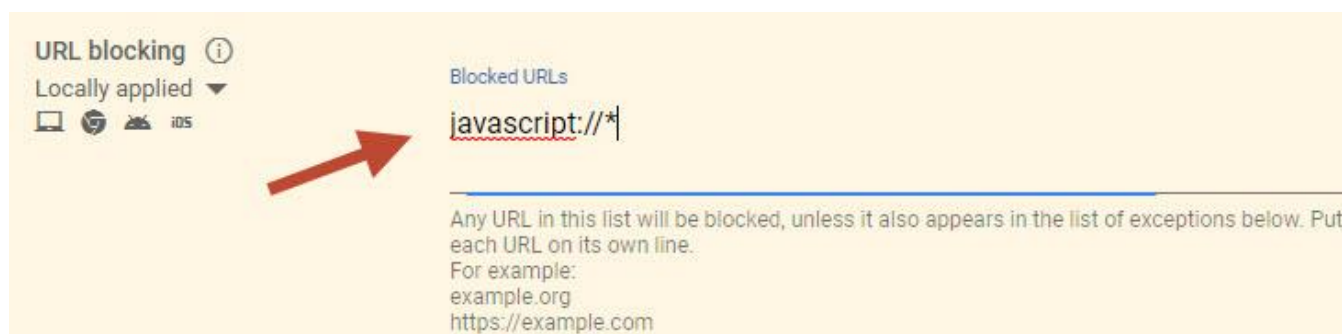 URL blocking
Locally applied
iOS
Blocked URLs
javascript://*
Any URL in this list will be blocked, unless it also appears in the list of exceptions below. Put
each URL on its own line.
For example:
example.org
https://example.com